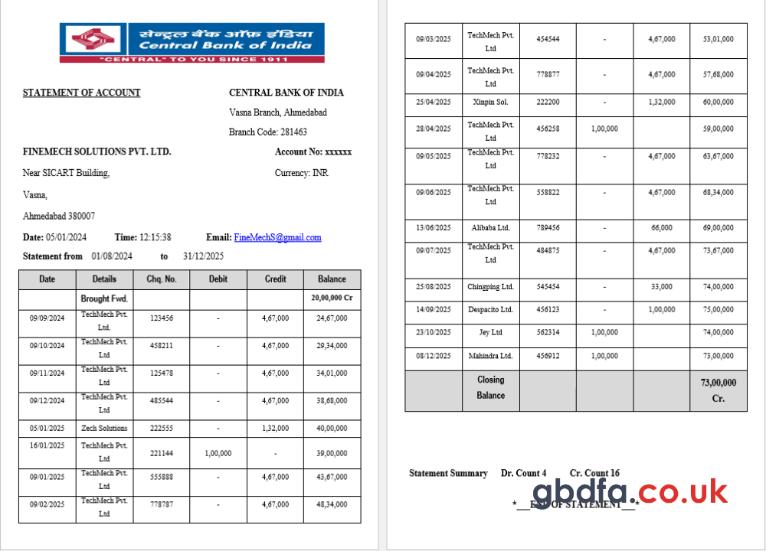 सेन्ट्रल बैंक ऑफ़ इंडिया
Central Bank of India
"CENTRAL" TO YOU SINCE 1911
STATEMENT OF ACCOUNT CENTRAL BANK OF INDIA
Vasna Branch, Ahmedabad
Branch Code: 281463
FINEMECH SOLUTIONS PVT. LTD. Account No: xxxxxx
Near SICART Building, Currency: INR
Vasna,
Ahmedabad 380007
Date: 05/01/2024 Time: 12:15:38 Email: FineMechS@gmail.com
Statement from 01/08/2024 to 31/12/2025
Date Details Chq. No. Debit Credit Balance
Brought Fwd. 20,00,000 Cr
09/09/2024 TechMech Pvt. Ltd. 123456 - 4,67,000 24,67,000
09/10/2024 TechMech Pvt. Ltd 458211 - 4,67,000 29,34,000
09/11/2024 TechMech Pvt. Ltd 125478 - 4,67,000 34,01,000
09/12/2024 TechMech Pvt. Ltd 485544 - 4,67,000 38,68,000
05/01/2025 Zech Solutions 222555 - 1,32,000 40,00,000
16/01/2025 TechMech Pvt. Ltd 221144 1,00,000 - 39,00,000
09/01/2025 TechMech Pvt. Ltd 555888 - 4,67,000 43,67,000
09/02/2025 TechMech Pvt. Ltd 778787 - 4,67,000 48,34,000
09/03/2025 TechMech Pvt. Ltd 454544 - 4,67,000 53,01,000
09/04/2025 TechMech Pvt. Ltd 778877 - 4,67,000 57,68,000
25/04/2025 Xinpin Sol. 222200 - 1,32,000 60,00,000
28/04/2025 TechMech Pvt. Ltd 456258 1,00,000 59,00,000
09/05/2025 TechMech Pvt. Ltd 778232 - 4,67,000 63,67,000
09/06/2025 TechMech Pvt. Ltd 558822 - 4,67,000 68,34,000
13/06/2025 Alibaba Ltd. 789456 - 66,000 69,00,000
09/07/2025 TechMech Pvt. Ltd 484875 - 4,67,000 73,67,000
25/08/2025 Chingping Ltd. 545454 - 33,000 74,00,000
14/09/2025 Despacito Ltd. 456123 - 1,00,000 75,00,000
23/10/2025 Jey Ltd 562314 1,00,000 74,00,000
08/12/2025 Mahindra Ltd. 456912 1,00,000 73,00,000
Closing Balance 73,00,000 Cr.
Statement Summary Dr. Count 4 Cr. Count 16
gbdfa.co.uk
*___END OF STATEMENT___*